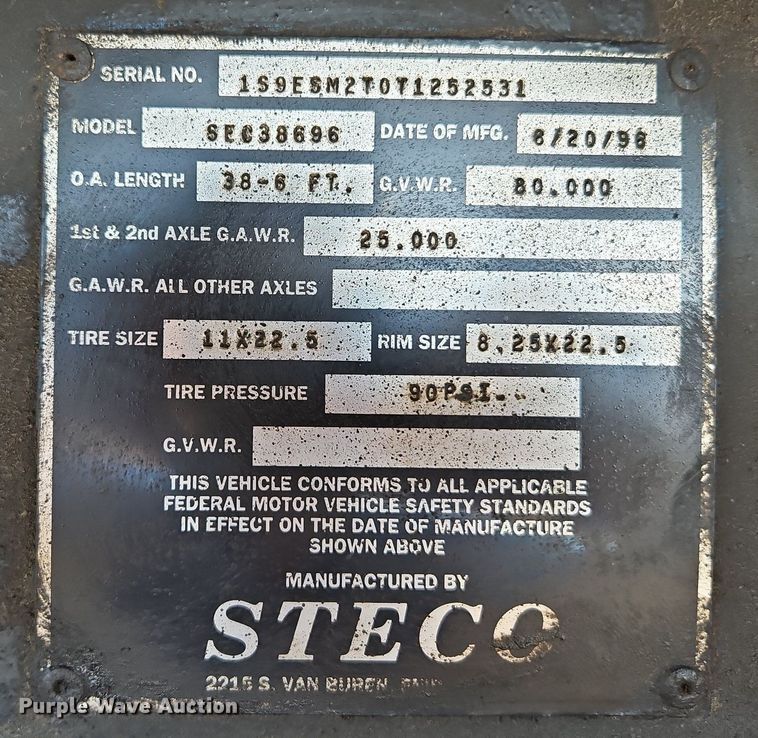 SERIAL NO. 1S9ESM2T0T1252531
MODEL SEC38696 DATE OF MFG. 6/20/96
O.A. LENGTH 38-6 FT. G.V.W.R. 80.000
1st & 2nd AXLE G.A.W.R. 25.000
G.A.W.R. ALL OTHER AXLES
TIRE SIZE 11X22.5 RIM SIZE 8.25X22.5
TIRE PRESSURE 90PSI.
G.V.W.R.
THIS VEHICLE CONFORMS TO ALL APPLICABLE
FEDERAL MOTOR VEHICLE SAFETY STANDARDS
IN EFFECT ON THE DATE OF MANUFACTURE
SHOWN ABOVE
MANUFACTURED BY
STECO
2215 S. VAN BUREN,
Purple Wave Auction